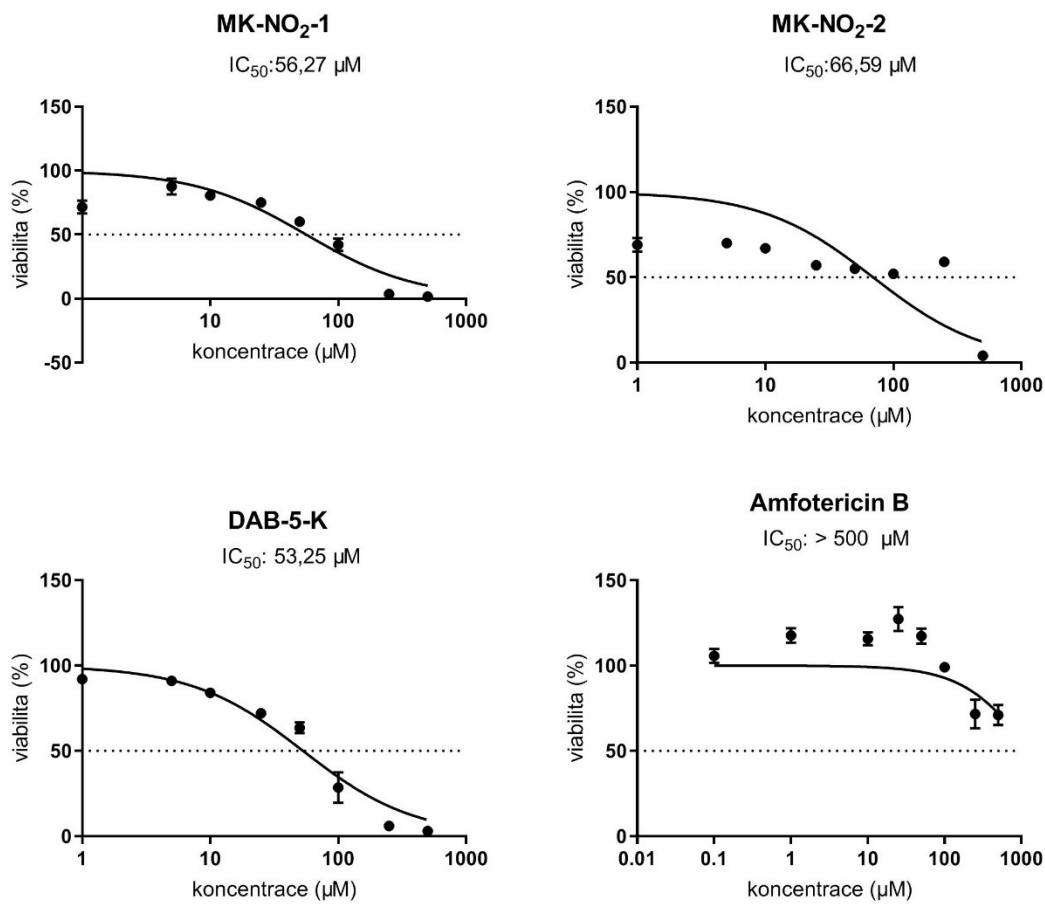 MK-NO₂-1
IC₅₀:56,27 µM
150
100
50
0
-50
viabilita (%)
10
100
1000
koncentrace (µM)
MK-NO₂-2
IC₅₀:66,59 µM
150
100
50
0
viabilita (%)
1
10
100
1000
koncentrace (µM)
DAB-5-K
IC₅₀: 53,25 µM
150
100
50
0
viabilita (%)
1
10
100
1000
koncentrace (µM)
Amfotericin B
IC₅₀: > 500 µM
150
100
50
0
viabilita (%)
0.01
0.1
1
10
100
1000
koncentrace (µM)